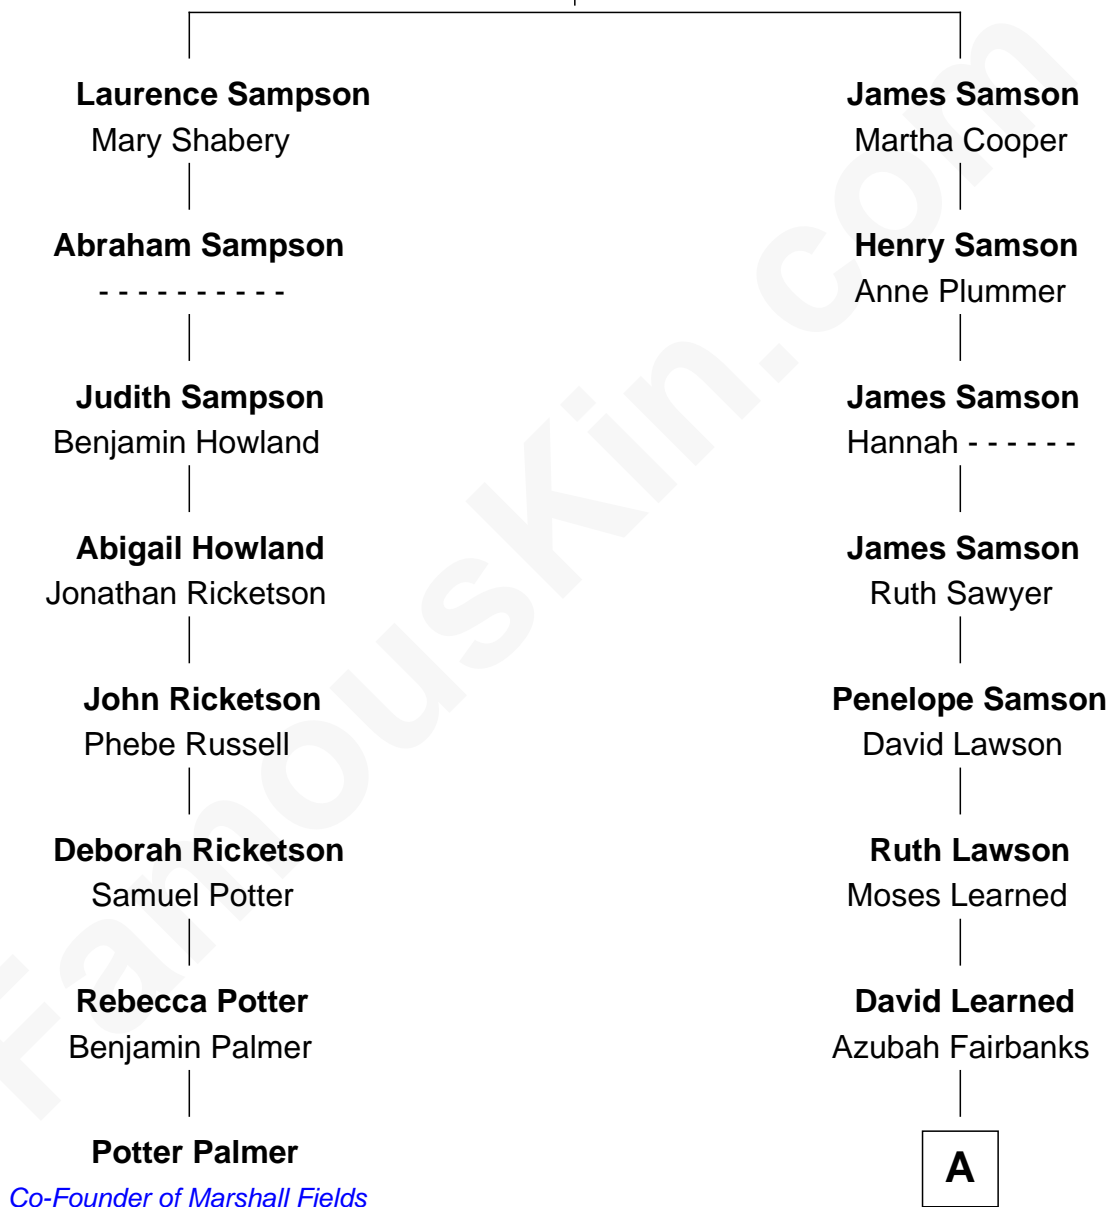 Laurence Sampson
Mary Shabery
Abraham Sampson
- - - - - - - - - -
Judith Sampson
Benjamin Howland
Abigail Howland
Jonathan Ricketson
John Ricketson
Phebe Russell
Deborah Ricketson
Samuel Potter
Rebecca Potter
Benjamin Palmer
Potter Palmer
Co-Founder of Marshall Fields
James Samson
Martha Cooper
Henry Samson
Anne Plummer
James Samson
Hannah - - - - - -
James Samson
Ruth Sawyer
Penelope Samson
David Lawson
Ruth Lawson
Moses Learned
David Learned
Azubah Fairbanks
A
FamousKin.com